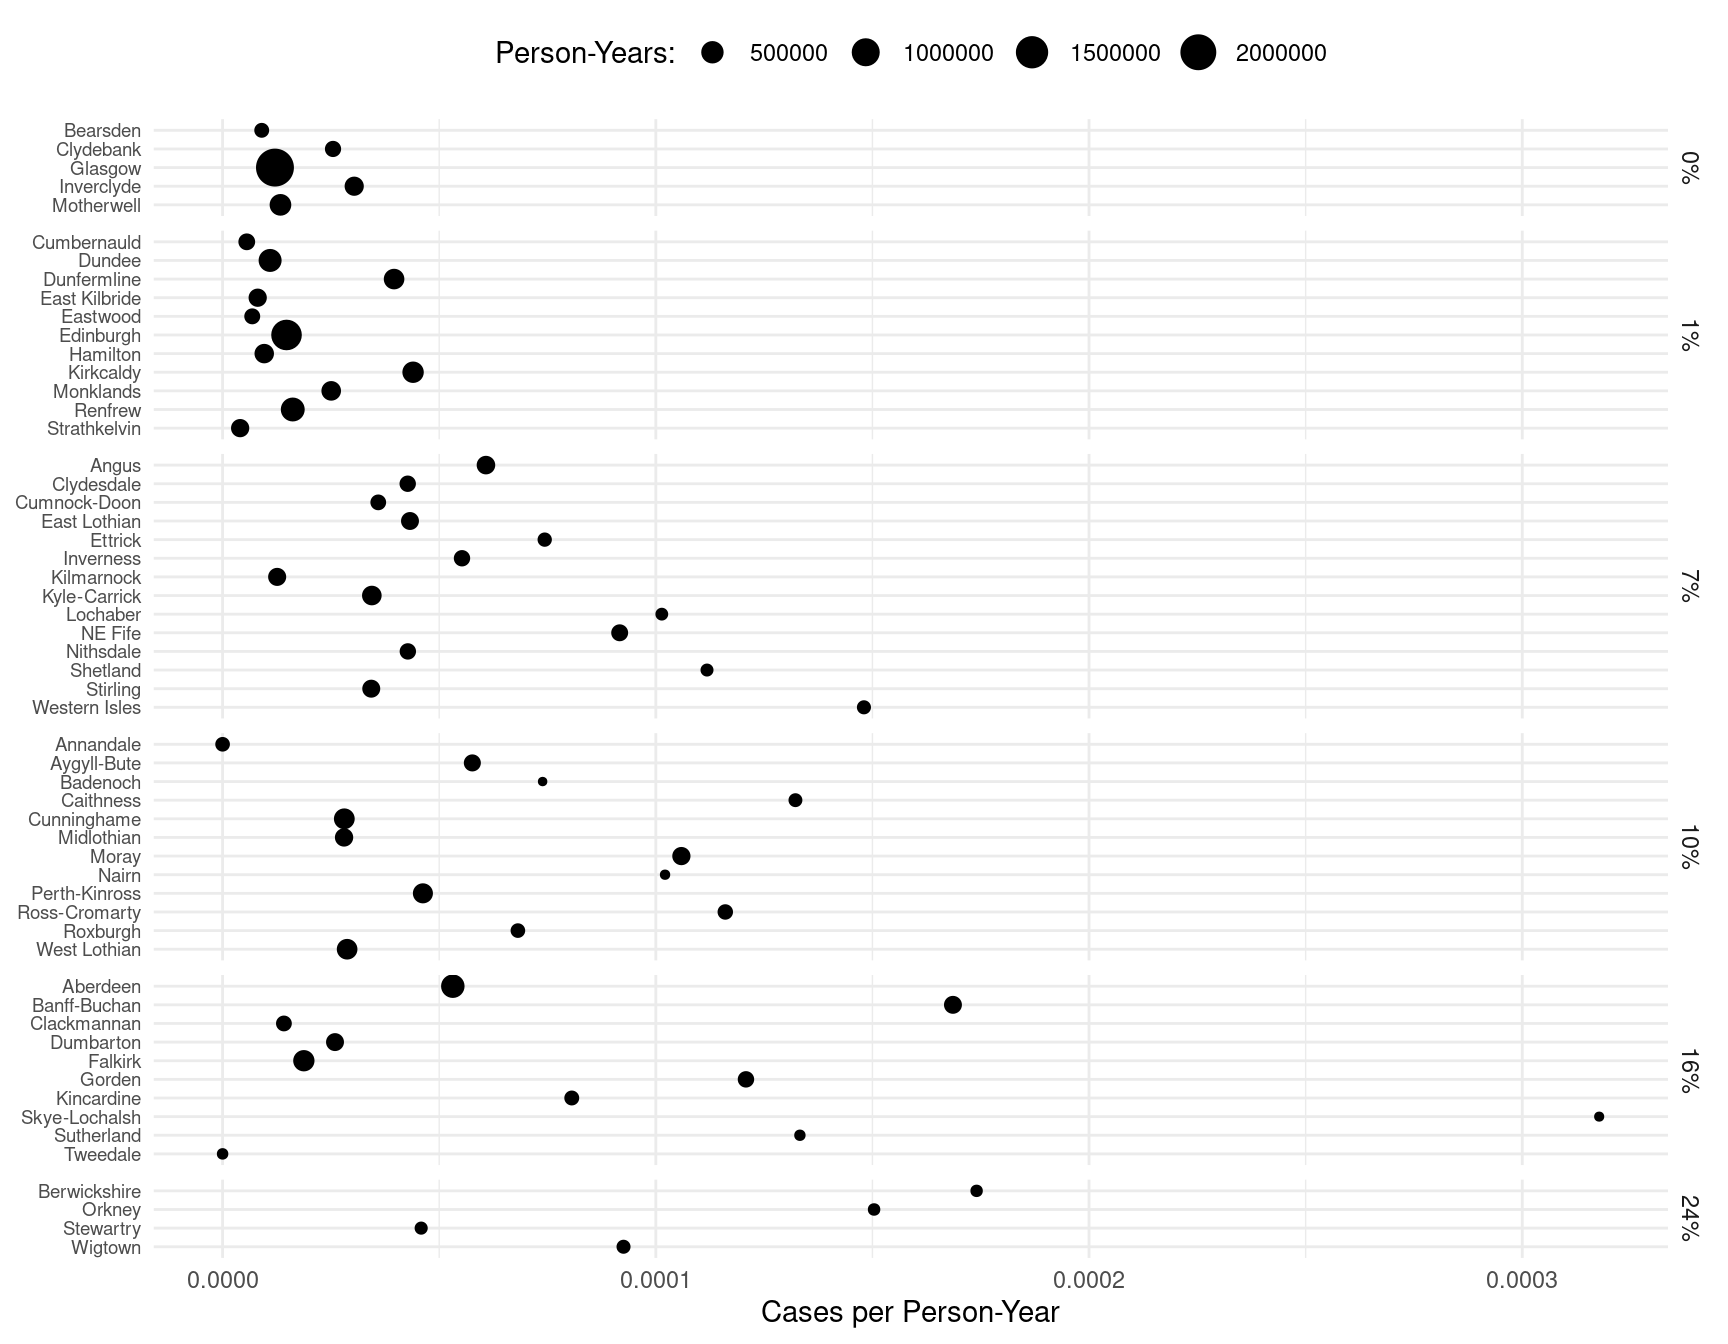 Person-Years: 500000 1000000 1500000 2000000
Bearsden
Clydebank
Glasgow
Inverclyde
Motherwell
0%
Cumbernauld
Dundee
Dunfermline
East Kilbride
Eastwood
Edinburgh
Hamilton
Kirkcaldy
Monklands
Renfrew
Strathkelvin
1%
Angus
Clydesdale
Cumnock-Doon
East Lothian
Ettrick
Inverness
Kilmarnock
Kyle-Carrick
Lochaber
NE Fife
Nithsdale
Shetland
Stirling
Western Isles
7%
Annandale
Aygyll-Bute
Badenoch
Caithness
Cunninghame
Midlothian
Moray
Nairn
Perth-Kinross
Ross-Cromarty
Roxburgh
West Lothian
10%
Aberdeen
Banff-Buchan
Clackmannan
Dumbarton
Falkirk
Gorden
Kincardine
Skye-Lochalsh
Sutherland
Tweedale
16%
Berwickshire
Orkney
Stewartry
Wigtown
24%
0.0000 0.0001 0.0002 0.0003
Cases per Person-Year